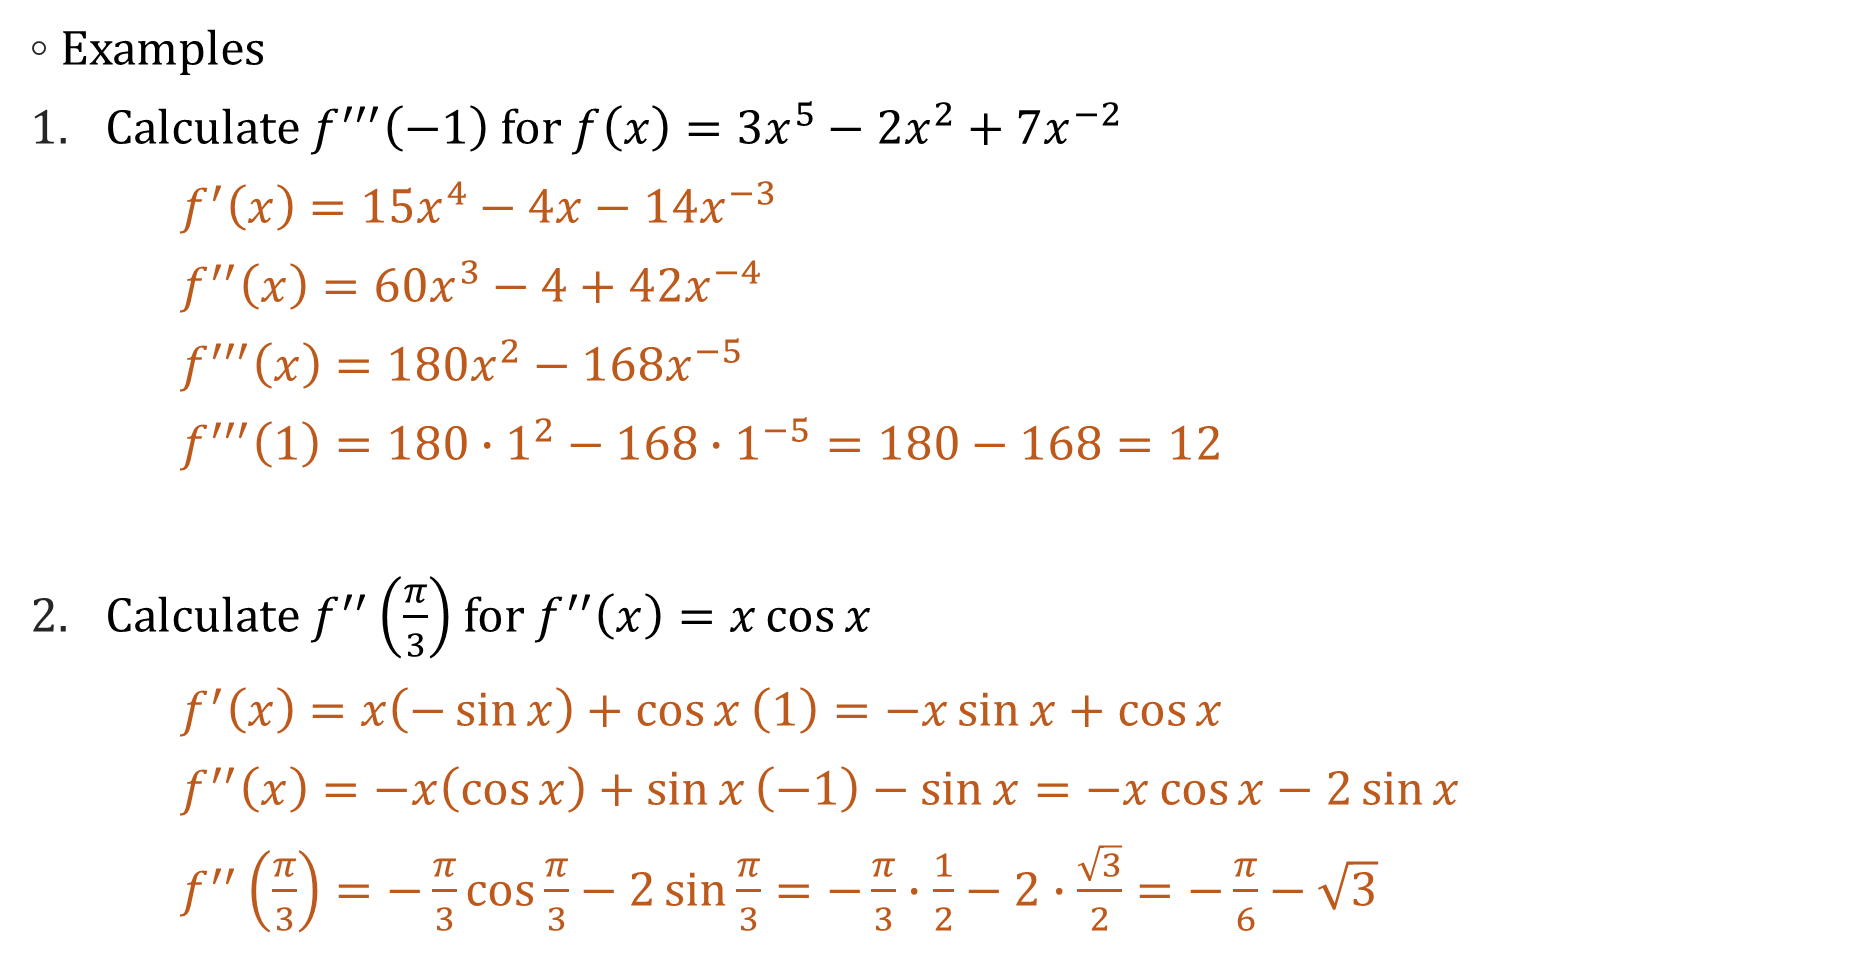 ◦ Examples
1. Calculate f′′′(−1) for f(x) = 3x⁵ − 2x² + 7x⁻²
f′(x) = 15x⁴ − 4x − 14x⁻³
f′′(x) = 60x³ − 4 + 42x⁻⁴
f′′′(x) = 180x² − 168x⁻⁵
f′′′(1) = 180 · 1² − 168 · 1⁻⁵ = 180 − 168 = 12
2. Calculate f′′(π/3) for f′′(x) = x cos x
f′(x) = x(− sin x) + cos x (1) = −x sin x + cos x
f′′(x) = −x(cos x) + sin x (−1) − sin x = −x cos x − 2 sin x
f′′(π/3) = −π/3 cos π/3 − 2 sin π/3 = −π/3 · 1/2 − 2 · √3/2 = −π/6 − √3